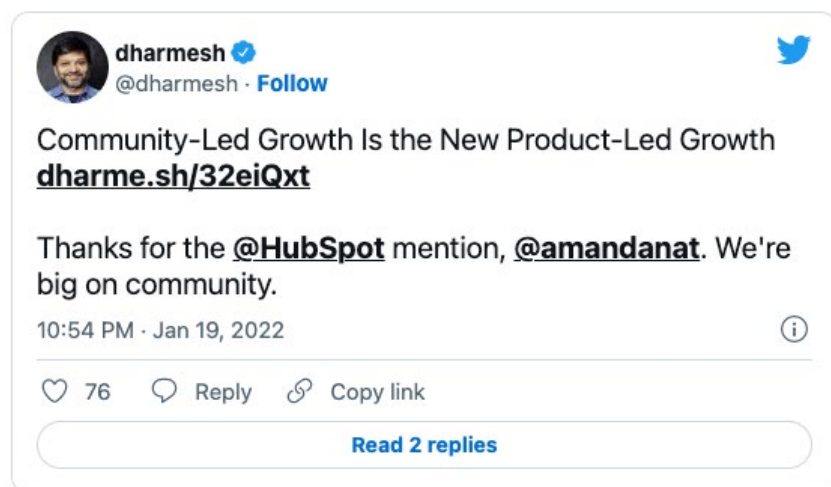 dharmesh
@dharmesh · Follow
Community-Led Growth Is the New Product-Led Growth
dharme.sh/32eiQxt
Thanks for the @HubSpot mention, @amandanat. We're
big on community.
10:54 PM · Jan 19, 2022
76 Reply Copy link
Read 2 replies